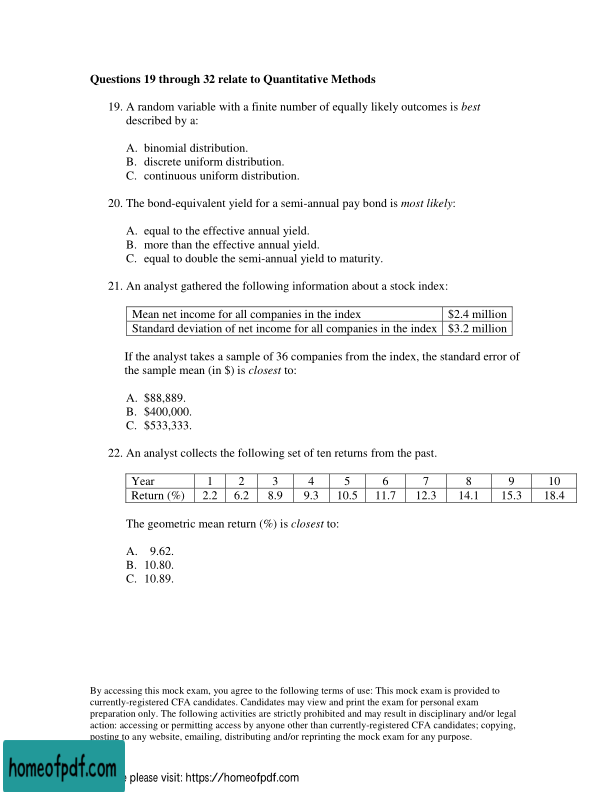 Questions 19 through 32 relate to Quantitative Methods
19. A random variable with a finite number of equally likely outcomes is best
described by a:
A. binomial distribution.
B. discrete uniform distribution.
C. continuous uniform distribution.
20. The bond-equivalent yield for a semi-annual pay bond is most likely:
A. equal to the effective annual yield.
B. more than the effective annual yield.
C. equal to double the semi-annual yield to maturity.
21. An analyst gathered the following information about a stock index:
Mean net income for all companies in the index $2.4 million
Standard deviation of net income for all companies in the index $3.2 million
If the analyst takes a sample of 36 companies from the index, the standard error of
the sample mean (in $) is closest to:
A. $88,889.
B. $400,000.
C. $533,333.
22. An analyst collects the following set of ten returns from the past.
Year 1 2 3 4 5 6 7 8 9 10
Return (%) 2.2 6.2 8.9 9.3 10.5 11.7 12.3 14.1 15.3 18.4
The geometric mean return (%) is closest to:
A. 9.62.
B. 10.80.
C. 10.89.
By accessing this mock exam, you agree to the following terms of use: This mock exam is provided to
currently-registered CFA candidates. Candidates may view and print the exam for personal exam
preparation only. The following activities are strictly prohibited and may result in disciplinary and/or legal
action: accessing or permitting access by anyone other than currently-registered CFA candidates; copying,
posting to any website, emailing, distributing and/or reprinting the mock exam for any purpose.
homeofpdf.com
please visit: https://homeofpdf.com